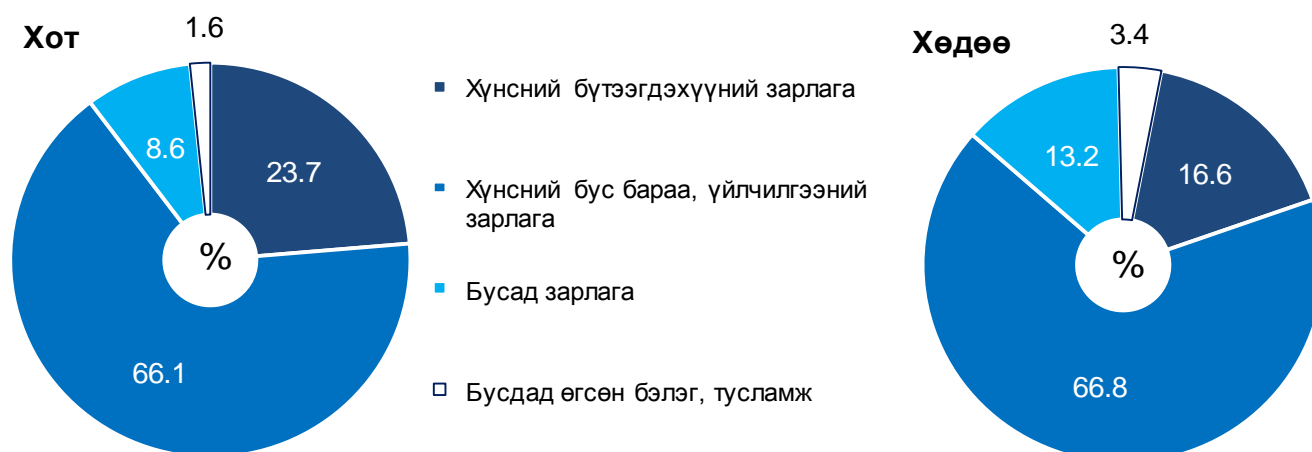 Хот
1.6
8.6
23.7
%
66.1
Хүнсний бүтээгдэхүүний зарлага
Хүнсний бус бараа, үйлчилгээний
зарлага
Бусад зарлага
Бусдад өгсөн бэлэг, тусламж
Хөдөө
3.4
13.2
16.6
%
66.8